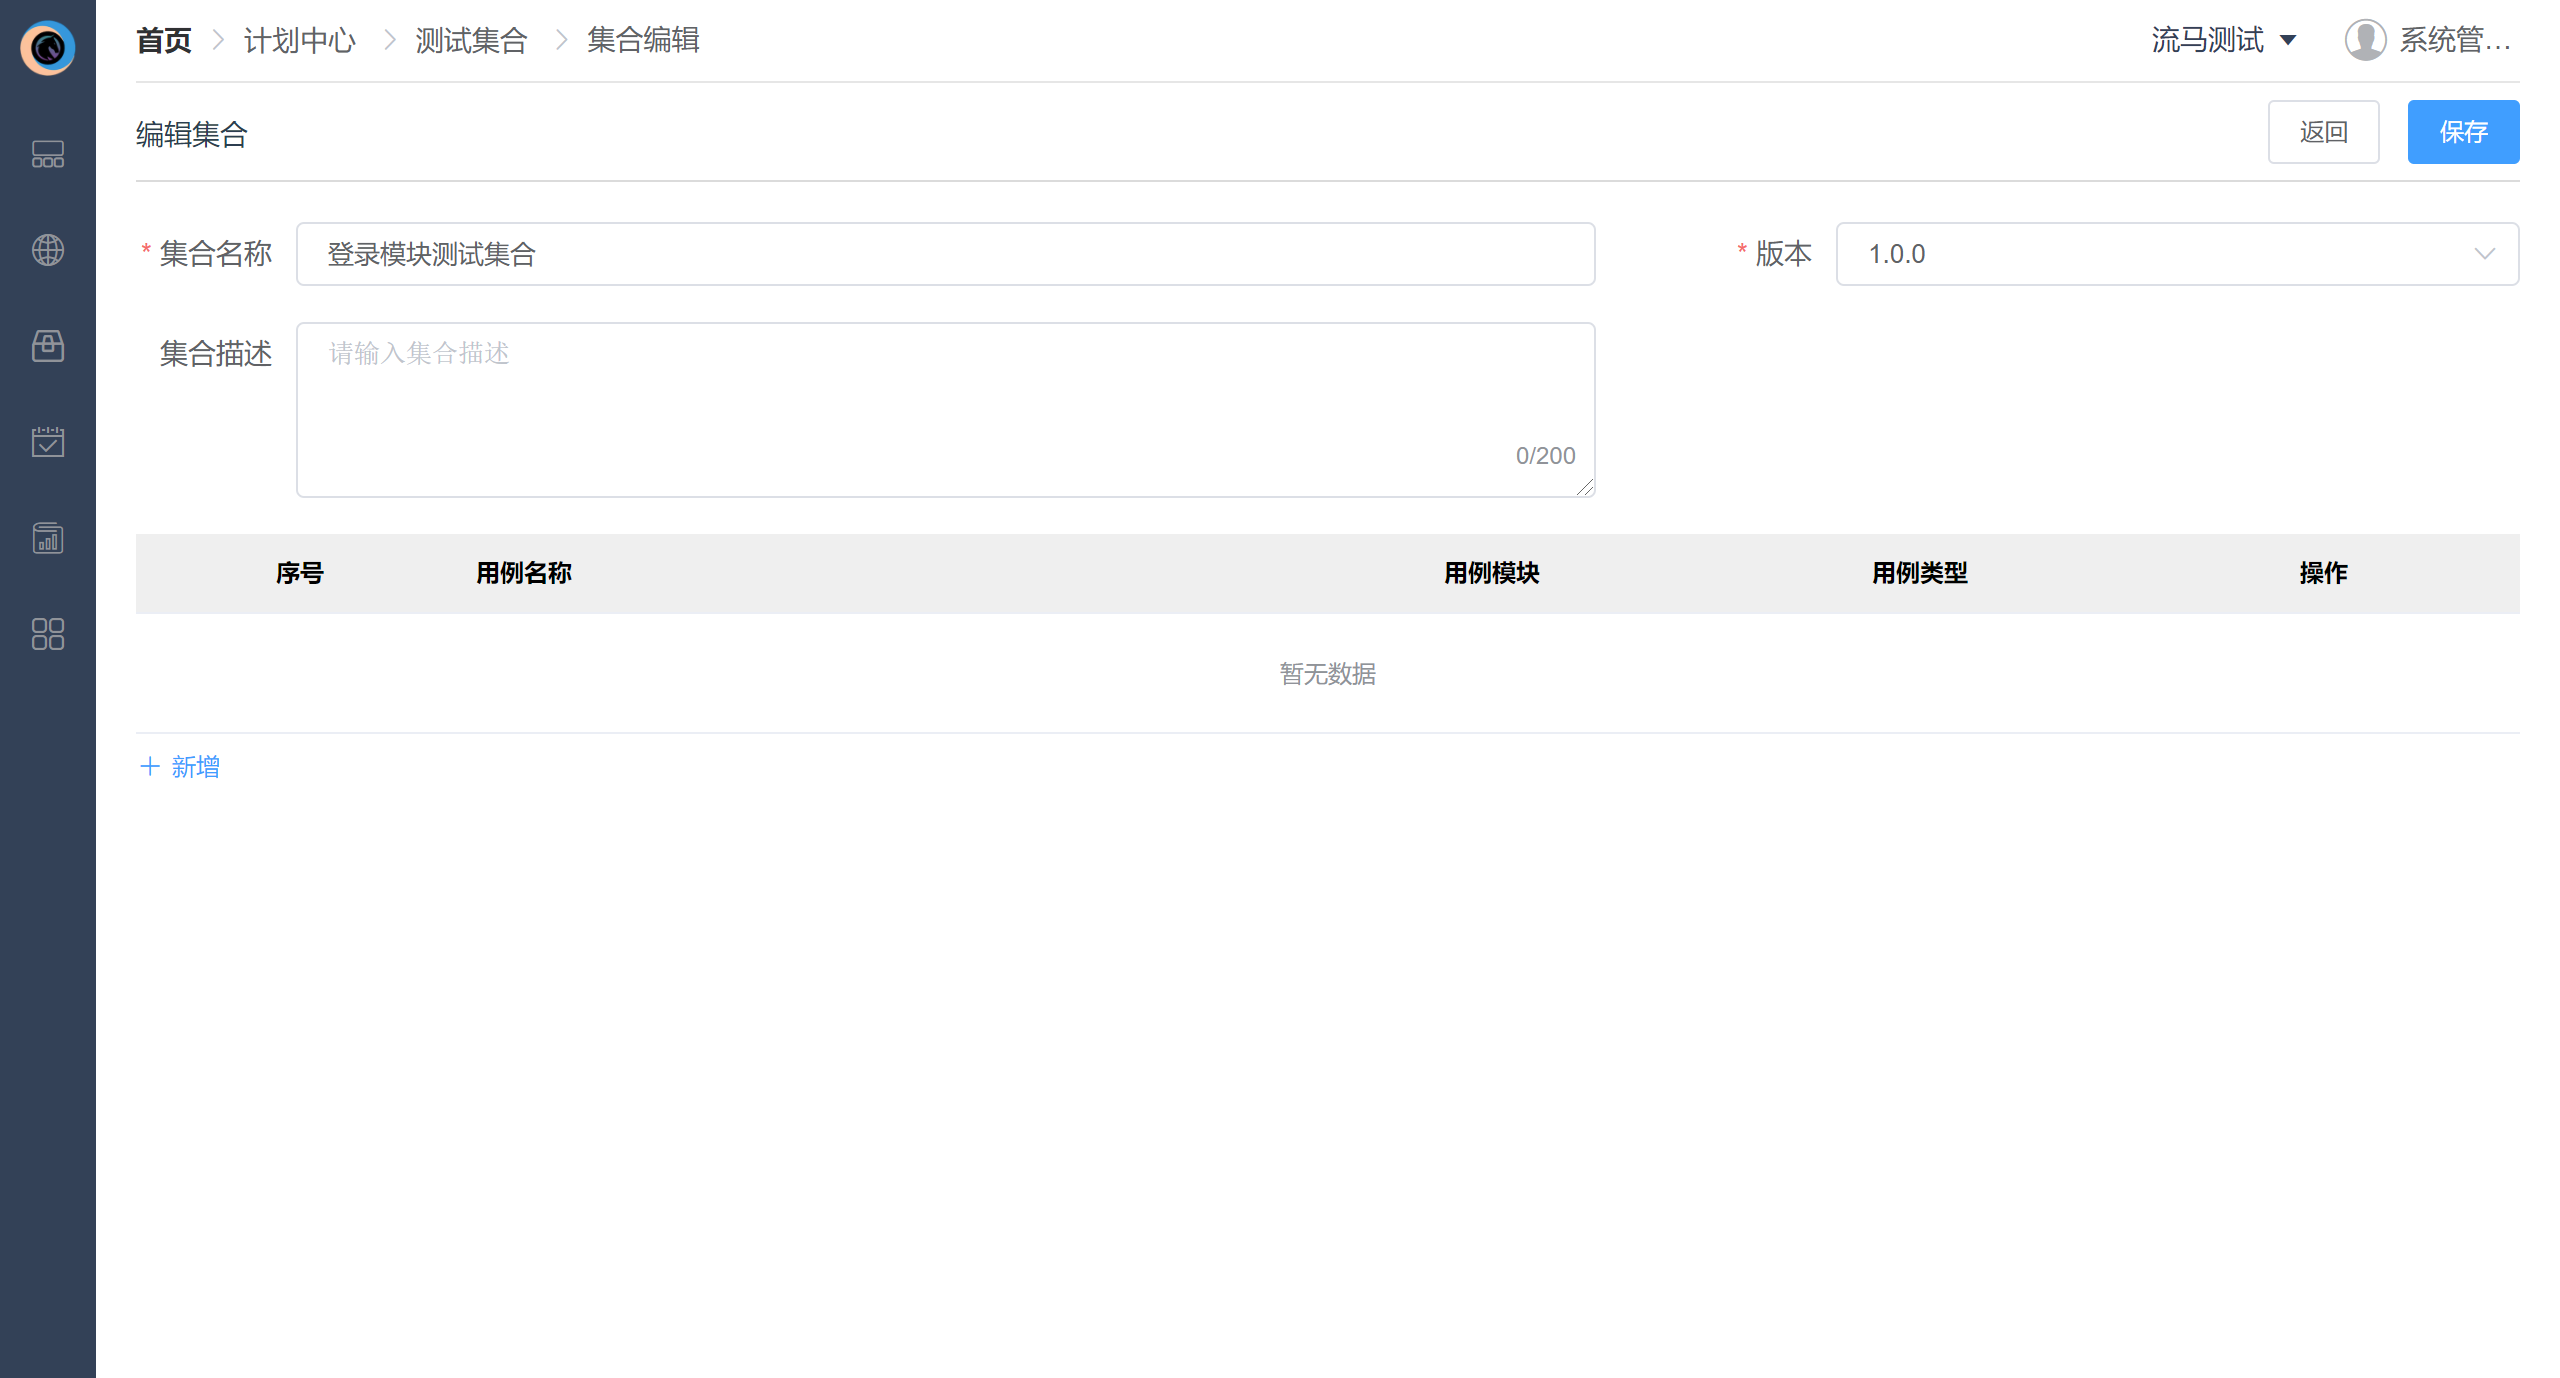 首页 > 计划中心 > 测试集合 > 集合编辑
流马测试 系统管...
编辑集合 返回 保存
* 集合名称 登录模块测试集合 * 版本 1.0.0
集合描述 请输入集合描述
0/200
序号 用例名称 用例模块 用例类型 操作
暂无数据
+ 新增